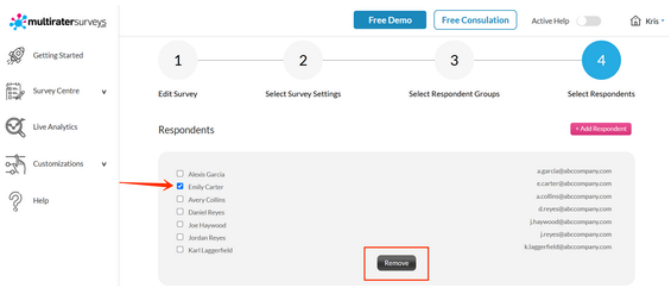 multiratersurveys
Free Demo
Free Consulation
Active Help
Kris
Getting Started
Survey Centre
Live Analytics
Customizations
Help
1
2
3
4
Edit Survey
Select Survey Settings
Select Respondent Groups
Select Respondents
Respondents
+ Add Respondent
Alexis Garcia a.garcia@abccompany.com
Emily Carter e.carter@abccompany.com
Avery Collins a.collins@abccompany.com
Daniel Reyes d.reyes@abccompany.com
Joe Haywood j.haywood@abccompany.com
Jordan Reyes j.reyes@abccompany.com
Karl Laggerfield k.laggerfield@abccompany.com
Remove